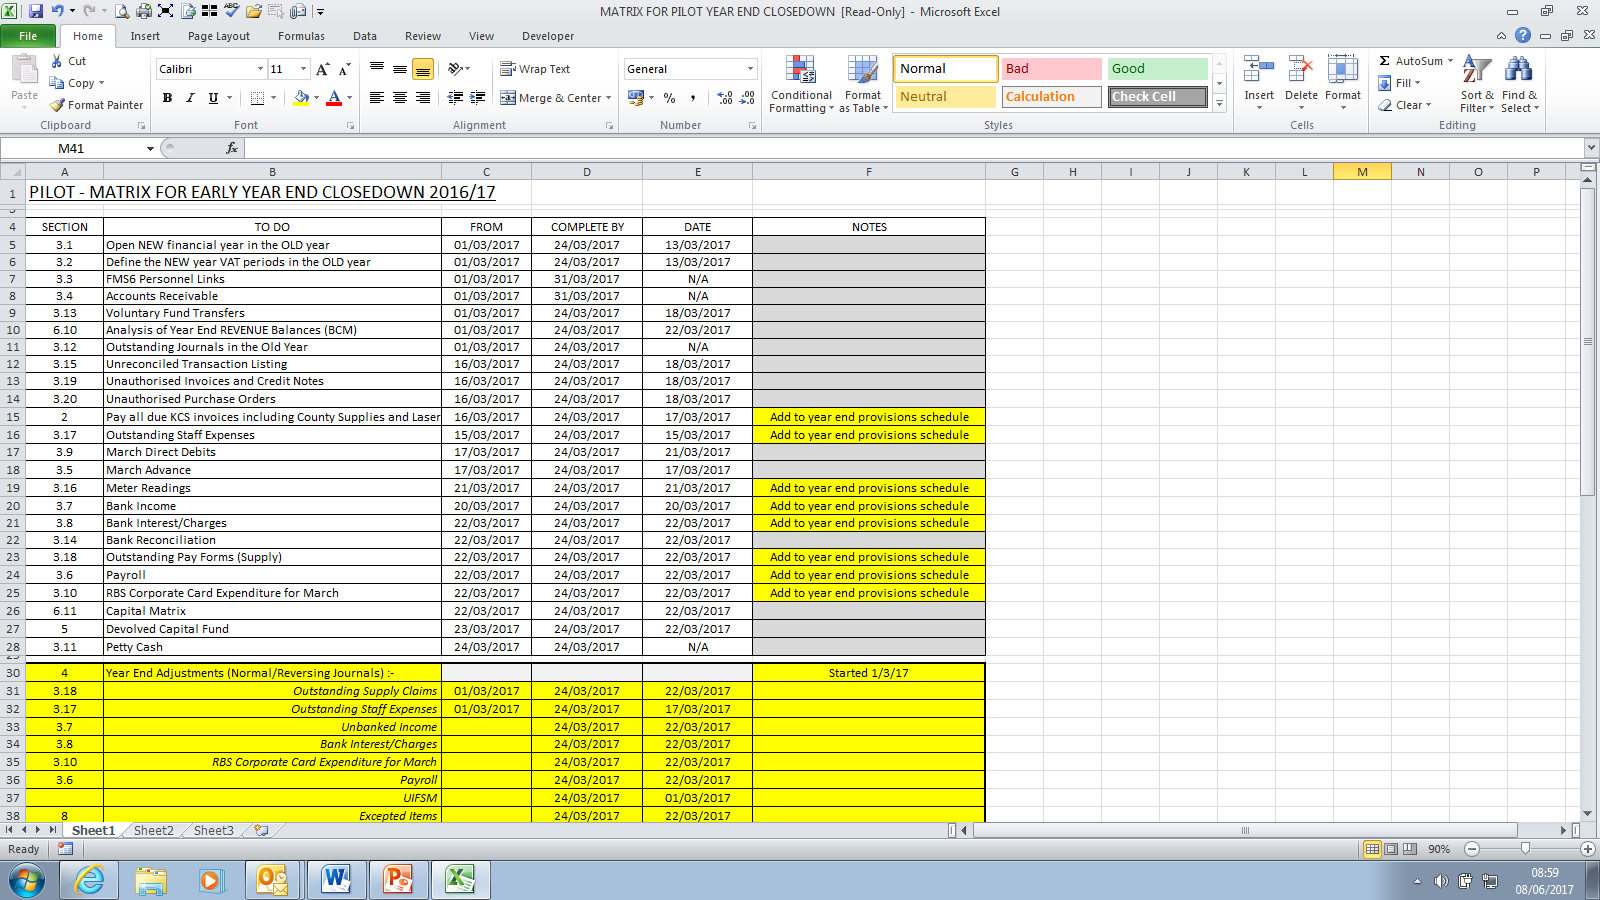 MATRIX FOR PILOT YEAR END CLOSEDOWN [Read-Only] - Microsoft Excel
File Home Insert Page Layout Formulas Data Review View Developer
Paste
Cut
Copy
Format Painter
Clipboard
Calibri 11
B I U A
Font
Wrap Text
Merge & Center
Alignment
General
%
Number
Conditional Formatting
Format as Table
Normal Bad Good
Neutral Calculation Check Cell
Styles
Insert Delete Format
Cells
AutoSum
Fill
Clear
Sort & Filter
Find & Select
Editing
M41 fx
A B C D E F G H I J K L M N O P
1 PILOT - MATRIX FOR EARLY YEAR END CLOSEDOWN 2016/17
4 SECTION TO DO FROM COMPLETE BY DATE NOTES
5 3.1 Open NEW financial year in the OLD year 01/03/2017 24/03/2017 13/03/2017
6 3.2 Define the NEW year VAT periods in the OLD year 01/03/2017 24/03/2017 13/03/2017
7 3.3 FMS6 Personnel Links 01/03/2017 31/03/2017 N/A
8 3.4 Accounts Receivable 01/03/2017 31/03/2017 N/A
9 3.13 Voluntary Fund Transfers 01/03/2017 24/03/2017 18/03/2017
10 6.10 Analysis of Year End REVENUE Balances (BCM) 01/03/2017 24/03/2017 22/03/2017
11 3.12 Outstanding Journals in the Old Year 01/03/2017 24/03/2017 N/A
12 3.15 Unreconciled Transaction Listing 16/03/2017 24/03/2017 18/03/2017
13 3.19 Unauthorised Invoices and Credit Notes 16/03/2017 24/03/2017 18/03/2017
14 3.20 Unauthorised Purchase Orders 16/03/2017 24/03/2017 18/03/2017
15 2 Pay all due KCS invoices including County Supplies and Laser 16/03/2017 24/03/2017 17/03/2017 Add to year end provisions schedule
16 3.17 Outstanding Staff Expenses 15/03/2017 24/03/2017 15/03/2017 Add to year end provisions schedule
17 3.9 March Direct Debits 17/03/2017 24/03/2017 21/03/2017
18 3.5 March Advance 17/03/2017 24/03/2017 17/03/2017
19 3.16 Meter Readings 21/03/2017 24/03/2017 21/03/2017 Add to year end provisions schedule
20 3.7 Bank Income 20/03/2017 24/03/2017 20/03/2017 Add to year end provisions schedule
21 3.8 Bank Interest/Charges 22/03/2017 24/03/2017 22/03/2017 Add to year end provisions schedule
22 3.14 Bank Reconciliation 22/03/2017 24/03/2017 22/03/2017
23 3.18 Outstanding Pay Forms (Supply) 22/03/2017 24/03/2017 22/03/2017 Add to year end provisions schedule
24 3.6 Payroll 22/03/2017 24/03/2017 22/03/2017 Add to year end provisions schedule
25 3.10 RBS Corporate Card Expenditure for March 22/03/2017 24/03/2017 22/03/2017 Add to year end provisions schedule
26 6.11 Capital Matrix 22/03/2017 24/03/2017 22/03/2017
27 5 Devolved Capital Fund 23/03/2017 24/03/2017 22/03/2017
28 3.11 Petty Cash 24/03/2017 24/03/2017 N/A
30 4 Year End Adjustments (Normal/Reversing Journals) :- Started 1/3/17
31 3.18 Outstanding Supply Claims 01/03/2017 24/03/2017 22/03/2017
32 3.17 Outstanding Staff Expenses 01/03/2017 24/03/2017 17/03/2017
33 3.7 Unbanked Income 24/03/2017 22/03/2017
34 3.8 Bank Interest/Charges 24/03/2017 22/03/2017
35 3.10 RBS Corporate Card Expenditure for March 24/03/2017 22/03/2017
36 3.6 Payroll 24/03/2017 22/03/2017
37 UIFSM 24/03/2017 01/03/2017
38 8 Excepted Items 24/03/2017 22/03/2017
Sheet1 Sheet2 Sheet3
Ready 90%
08:59
08/06/2017